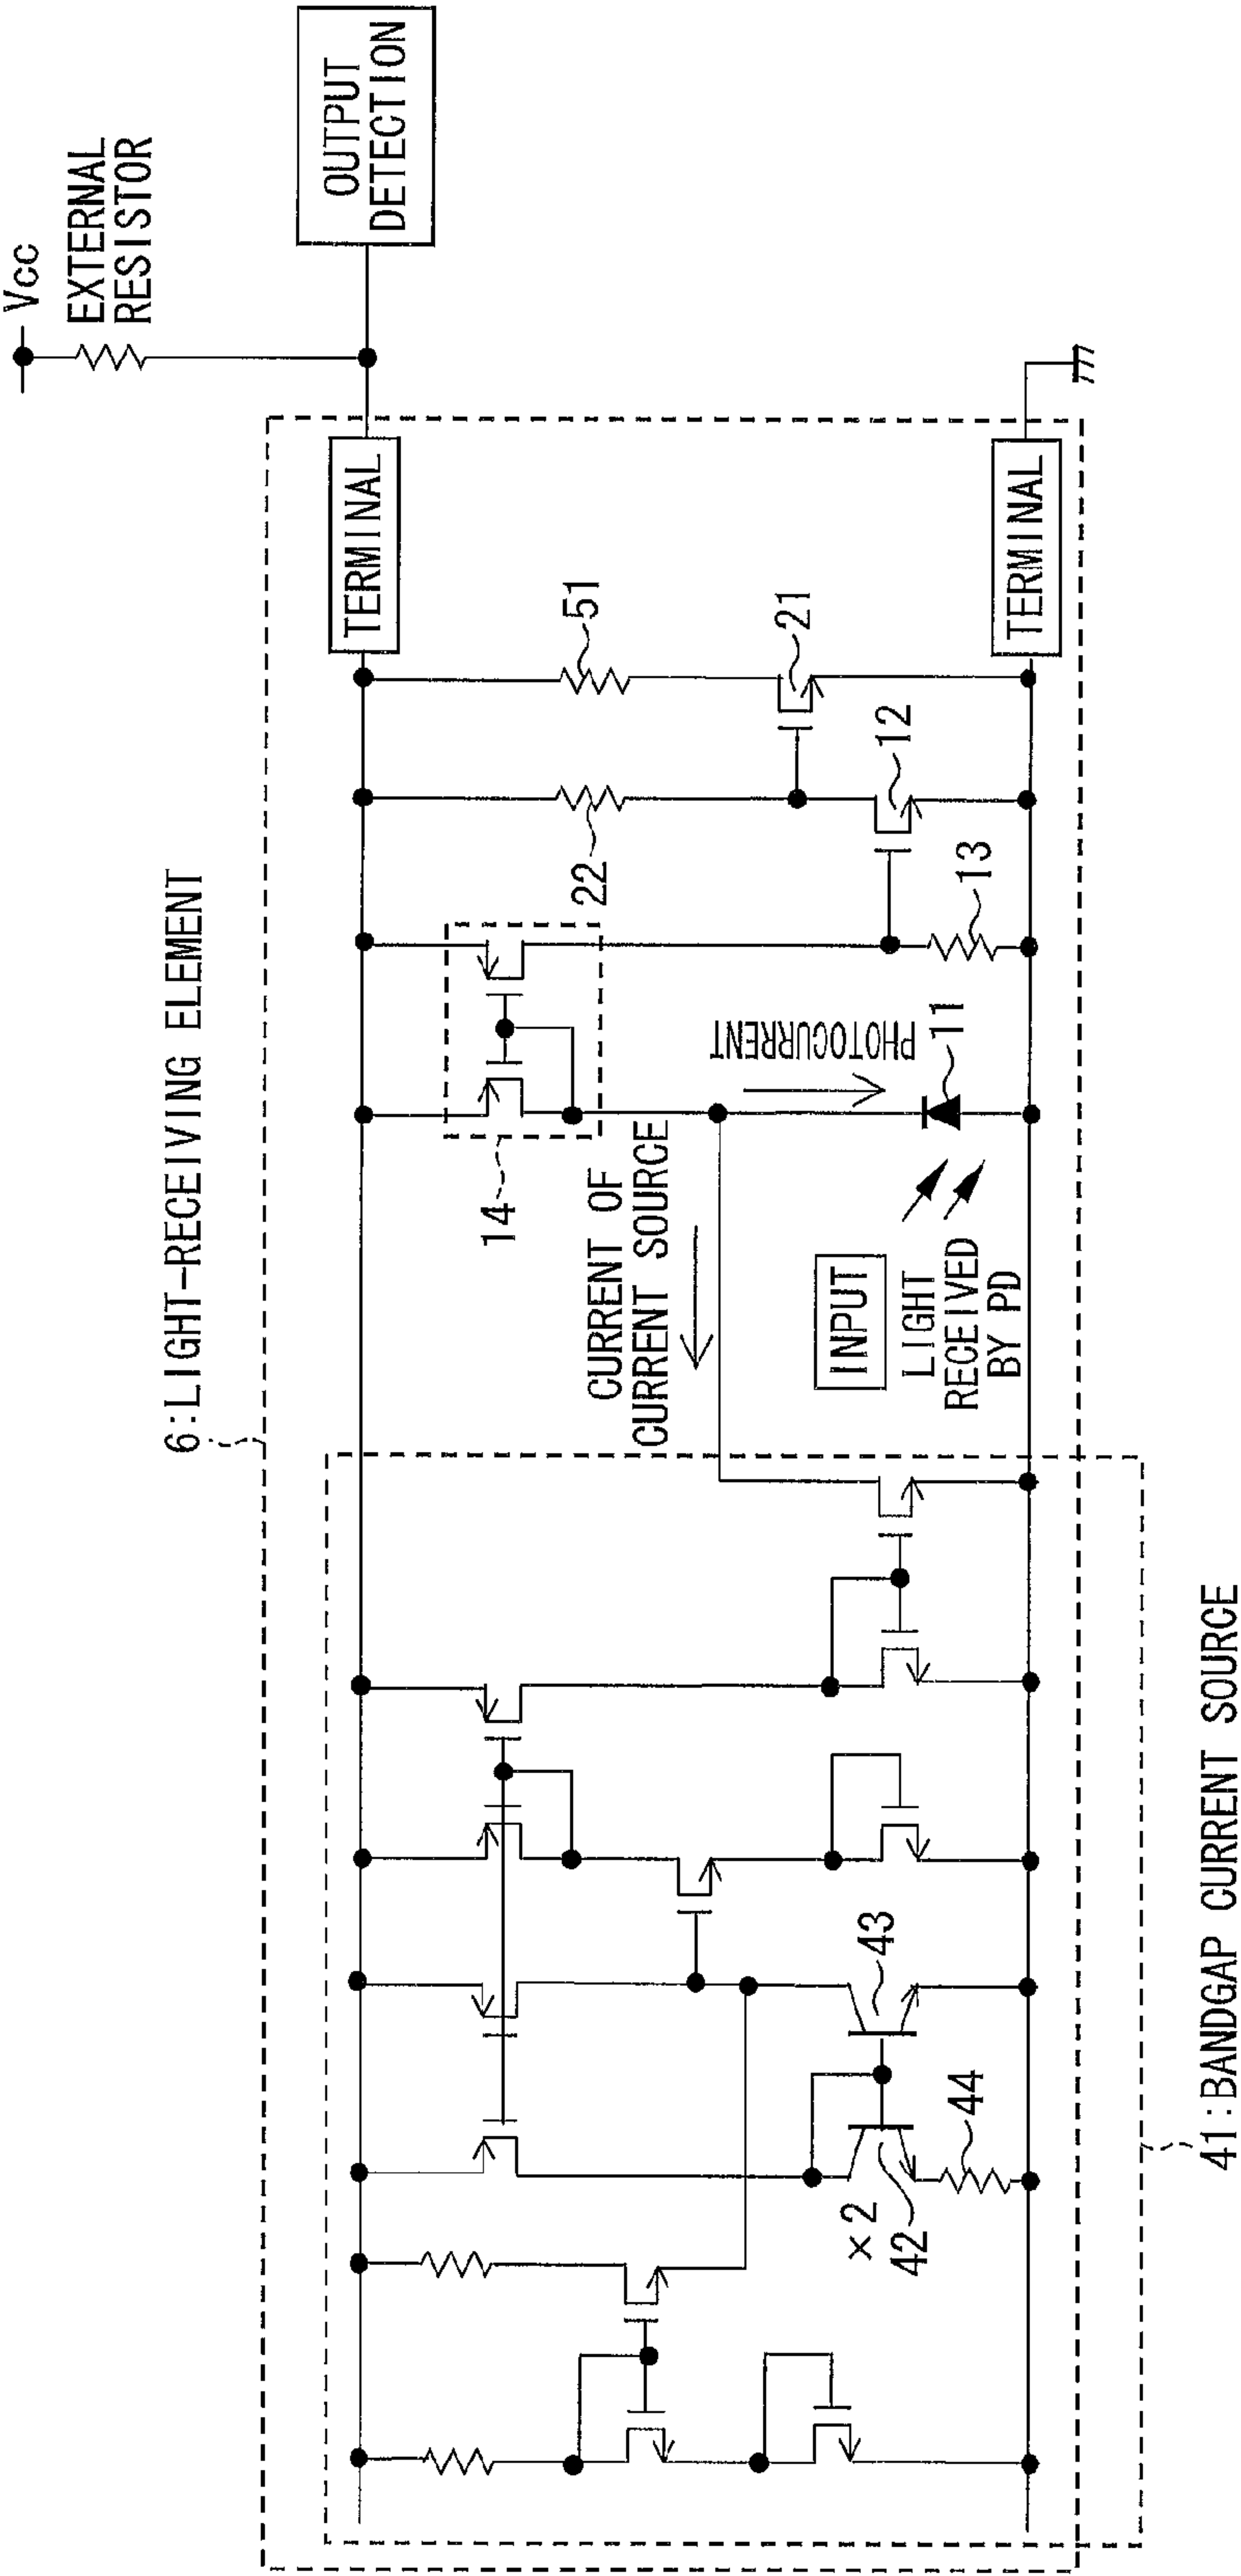 Vcc
EXTERNAL
RESISTOR
OUTPUT
DETECTION
6:LIGHT-RECEIVING ELEMENT
TERMINAL
TERMINAL
51
21
22
12
13
14
11
PHOTOCURRENT
CURRENT OF
CURRENT SOURCE
INPUT
LIGHT
RECEIVED
BY PD
43
44
×2
42
41:BANDGAP CURRENT SOURCE